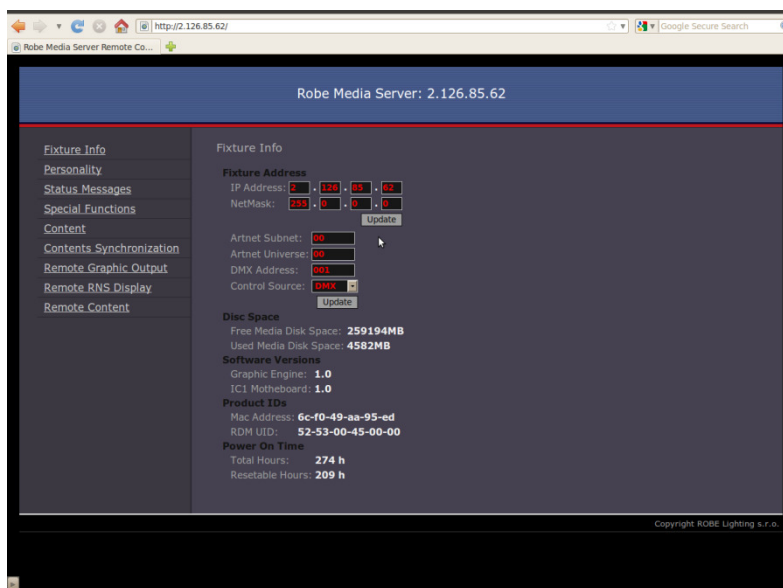 http://2.126.85.62/
Google Secure Search
Robe Media Server Remote Co...
Robe Media Server: 2.126.85.62
Fixture Info
Personality
Status Messages
Special Functions
Content
Contents Synchronization
Remote Graphic Output
Remote RNS Display
Remote Content
Fixture Info
Fixture Address
IP Address: 2 . 126 . 85 . 62
NetMask: 255 . 0 . 0 . 0
Update
Artnet Subnet: 00
Artnet Universe: 00
DMX Address: 001
Control Source: DMX
Update
Disc Space
Free Media Disk Space: 259194MB
Used Media Disk Space: 4582MB
Software Versions
Graphic Engine: 1.0
IC1 Motheboard: 1.0
Product IDs
Mac Address: 6c-f0-49-aa-95-ed
RDM UID: 52-53-00-45-00-00
Power On Time
Total Hours: 274 h
Resetable Hours: 209 h
Copyright ROBE Lighting s.r.o.